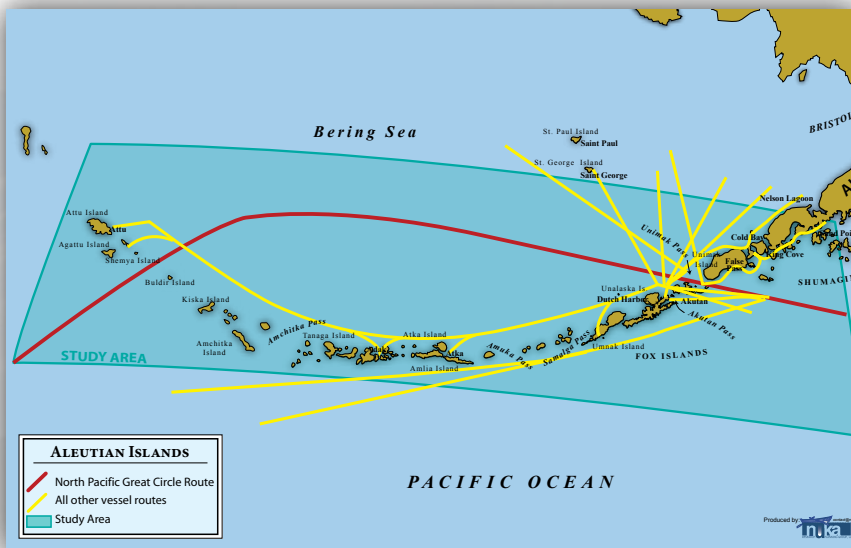 Bering Sea
St. Paul Island
Saint Paul
St. George Island
Saint George
BRISTOL
Nelson Lagoon
Attu Island
Attu
Agattu Island
Shemya Island
Buldir Island
Kiska Island
Amchitka
Island
Amchitka Pass
Tanaga Island
Atka Island
Atka
Amlia Island
Amuka Pass
Samalga Pass
Umnak Island
Unalaska Is.
Dutch Harbor
Akutan
Akutan Pass
Unimak Pass
Unimak
Island
False
Pass
Cold Bay
King Cove
SHUMAGI
FOX ISLANDS
STUDY AREA
PACIFIC OCEAN
ALEUTIAN ISLANDS
North Pacific Great Circle Route
All other vessel routes
Study Area
Produced by:
nuka